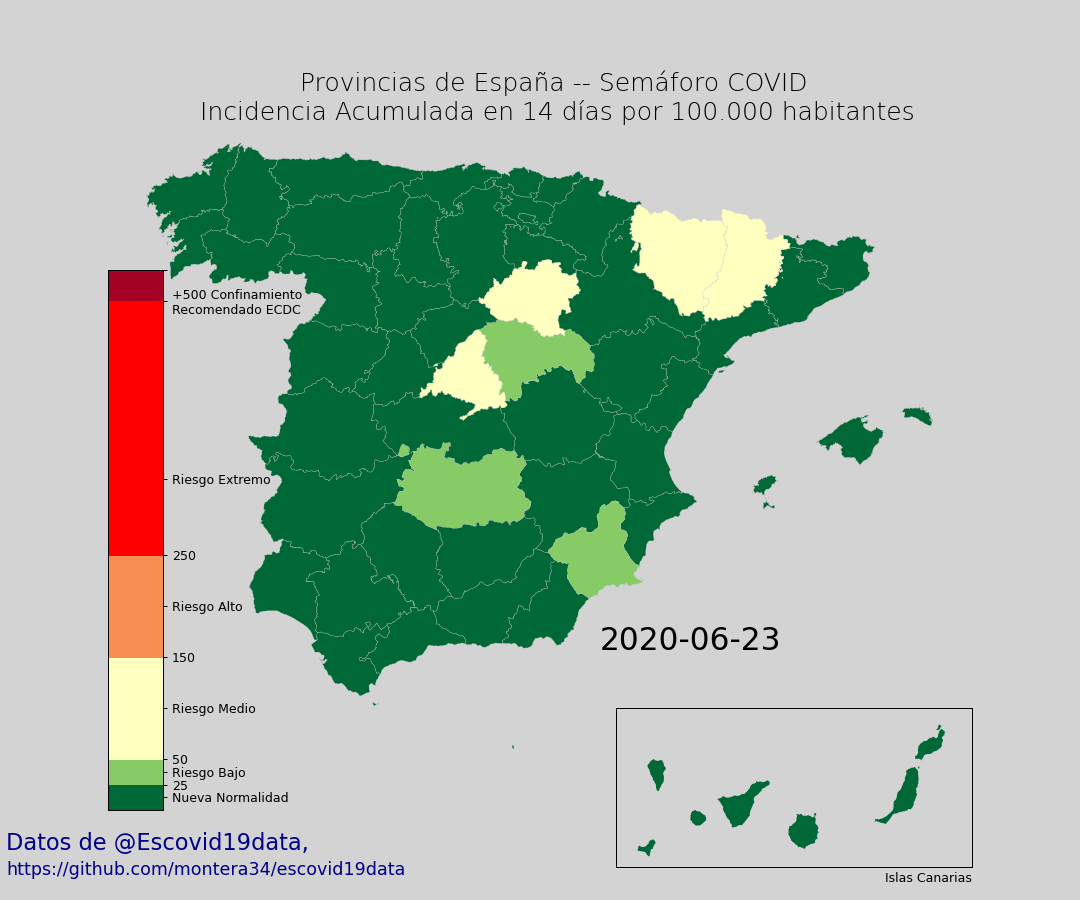 Provincias de España -- Semáforo COVID
Incidencia Acumulada en 14 días por 100.000 habitantes
+500 Confinamiento
Recomendado ECDC
Riesgo Extremo
250
Riesgo Alto
150
Riesgo Medio
50
Riesgo Bajo
25
Nueva Normalidad
2020-06-23
Datos de @Escovid19data,
https://github.com/montera34/escovid19data
Islas Canarias